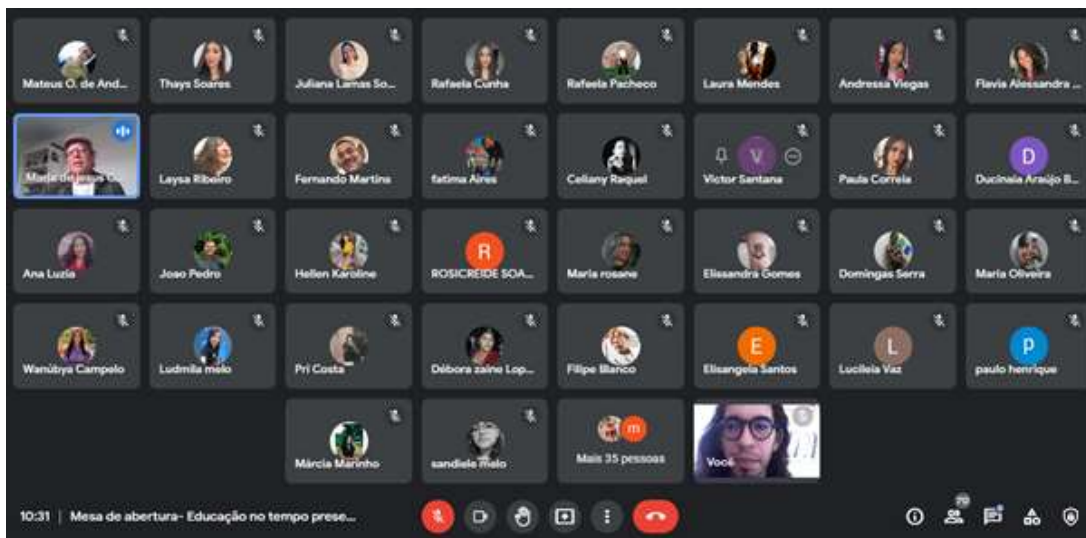 Mateus O. de And...
Thays Soares
Juliana Lamas So...
Rafaela Cunha
Rafaela Pacheco
Laura Mendes
Andressa Viegas
Flavia Alessandra ...
Maria de jesus C...
Laysa Ribeiro
Fernando Martins
fatima Aires
Celiany Raquel
V
Victor Santana
Paula Correia
D
Ducinaia Araújo B...
Ana Luzia
Joao Pedro
Hellen Karoline
R
ROSICREIDE SOA...
Maria rosane
Elissandra Gomes
Domingas Serra
Maria Oliveira
Wanúbya Campelo
Ludmila melo
Pri Costa
Débora zaine Lop...
Filipe Blanco
E
Elisangela Santos
L
Lucileia Vaz
p
paulo henrique
Márcia Marinho
sandiele melo
m
Mais 35 pessoas
Você
10:31 | Mesa de abertura- Educação no tempo prese...
70